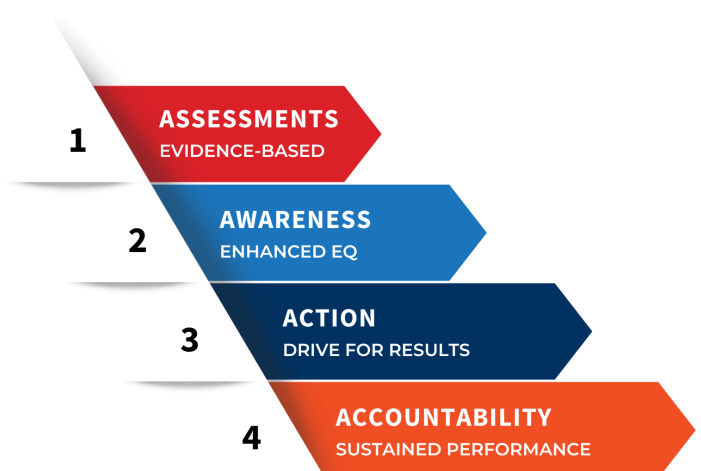 1
ASSESSMENTS
EVIDENCE-BASED
2
AWARENESS
ENHANCED EQ
3
ACTION
DRIVE FOR RESULTS
4
ACCOUNTABILITY
SUSTAINED PERFORMANCE